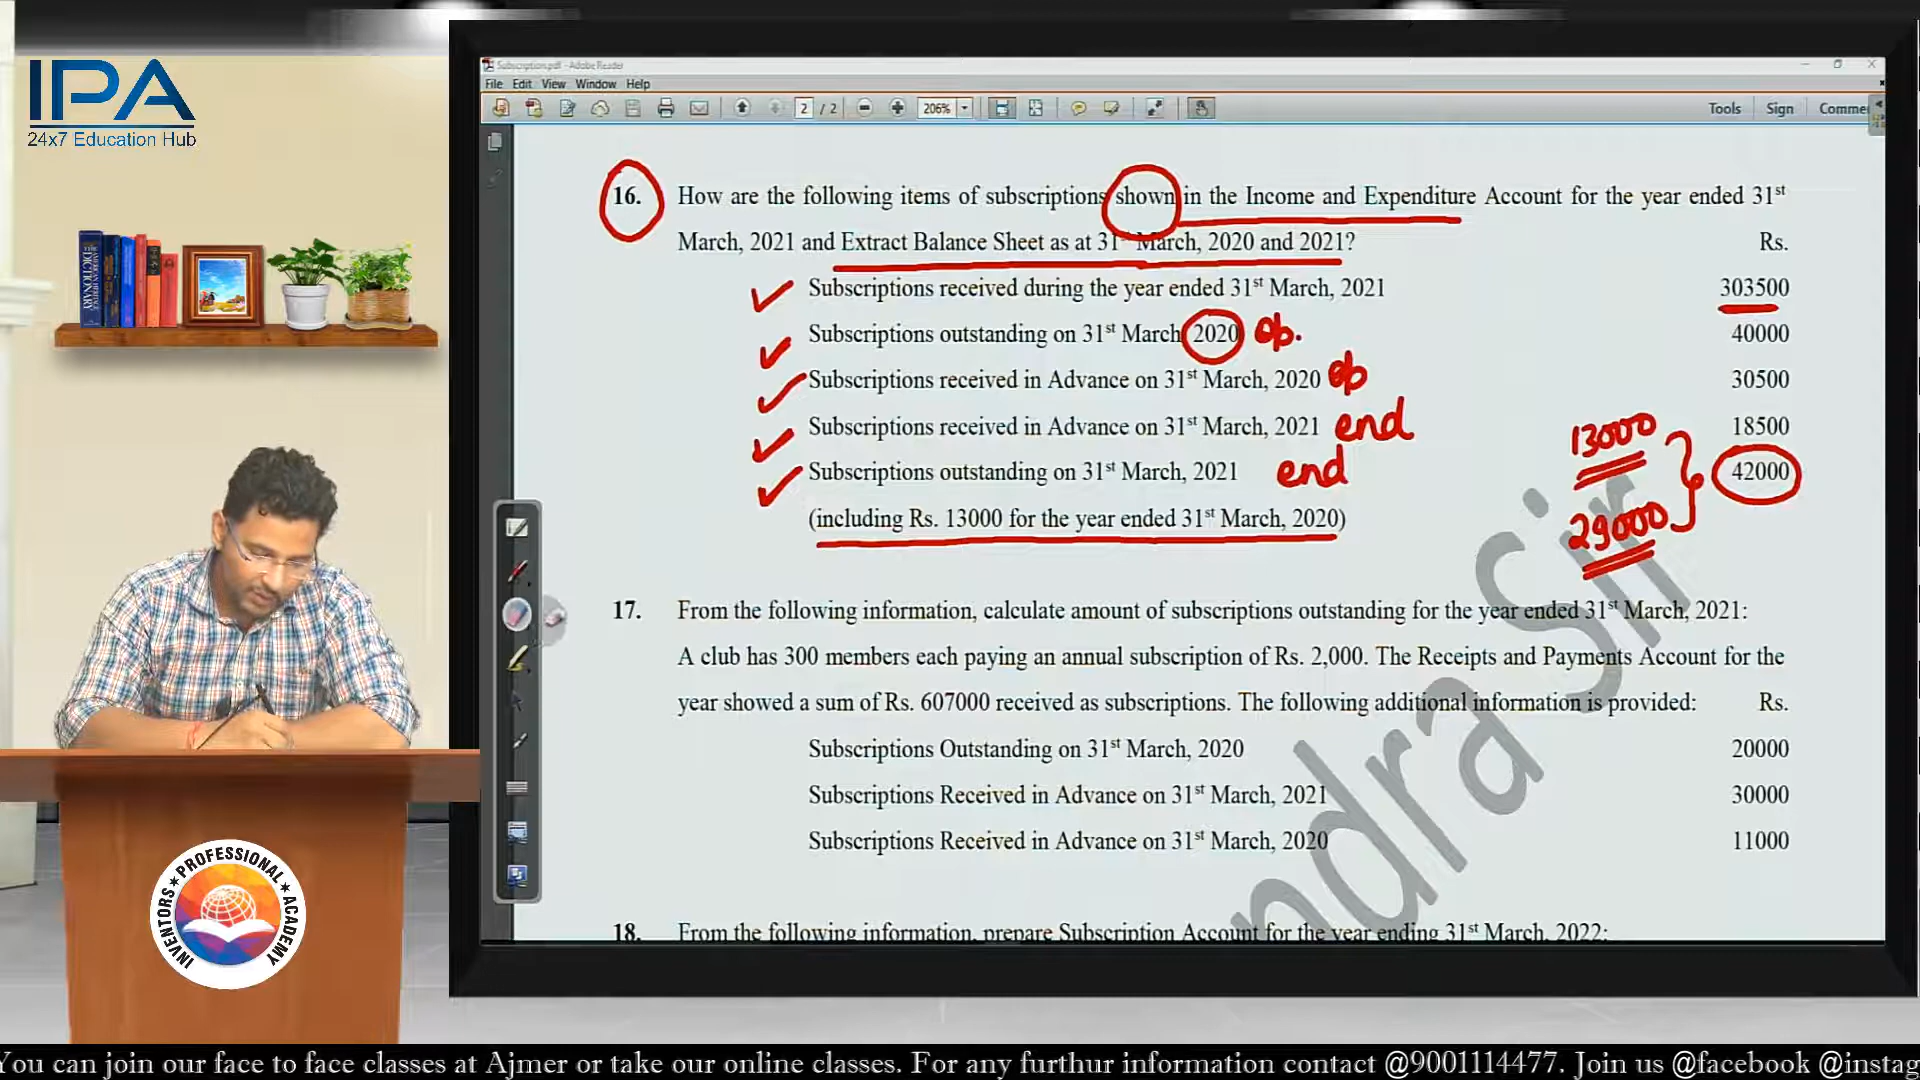 IPA
24x7 Education Hub
Subscription.pdf - Adobe Reader
File Edit View Window Help
2 / 2 206% Tools Sign Comme
16. How are the following items of subscriptions shown in the Income and Expenditure Account for the year ended 31st
March, 2021 and Extract Balance Sheet as at 31st March, 2020 and 2021? Rs.
Subscriptions received during the year ended 31st March, 2021 303500
Subscriptions outstanding on 31st March 2020 op. 40000
Subscriptions received in Advance on 31st March, 2020 op 30500
Subscriptions received in Advance on 31st March, 2021 end 18500
13000
Subscriptions outstanding on 31st March, 2021 end 42000
(including Rs. 13000 for the year ended 31st March, 2020)
29000
17. From the following information, calculate amount of subscriptions outstanding for the year ended 31st March, 2021:
A club has 300 members each paying an annual subscription of Rs. 2,000. The Receipts and Payments Account for the
year showed a sum of Rs. 607000 received as subscriptions. The following additional information is provided: Rs.
Subscriptions Outstanding on 31st March, 2020 20000
Subscriptions Received in Advance on 31st March, 2021 30000
Subscriptions Received in Advance on 31st March, 2020 11000
18. From the following information, prepare Subscription Account for the year ending 31st March, 2022:
ndra Sir
INVENTORS PROFESSIONAL ACADEMY
You can join our face to face classes at Ajmer or take our online classes. For any furthur information contact @9001114477. Join us @facebook @instag